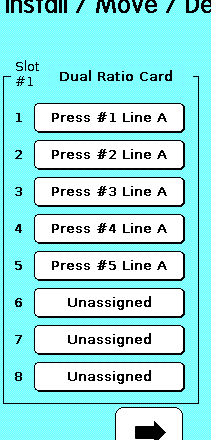 Install / Move / De
Slot
#1
Dual Ratio Card
1 Press #1 Line A
2 Press #2 Line A
3 Press #3 Line A
4 Press #4 Line A
5 Press #5 Line A
6 Unassigned
7 Unassigned
8 Unassigned